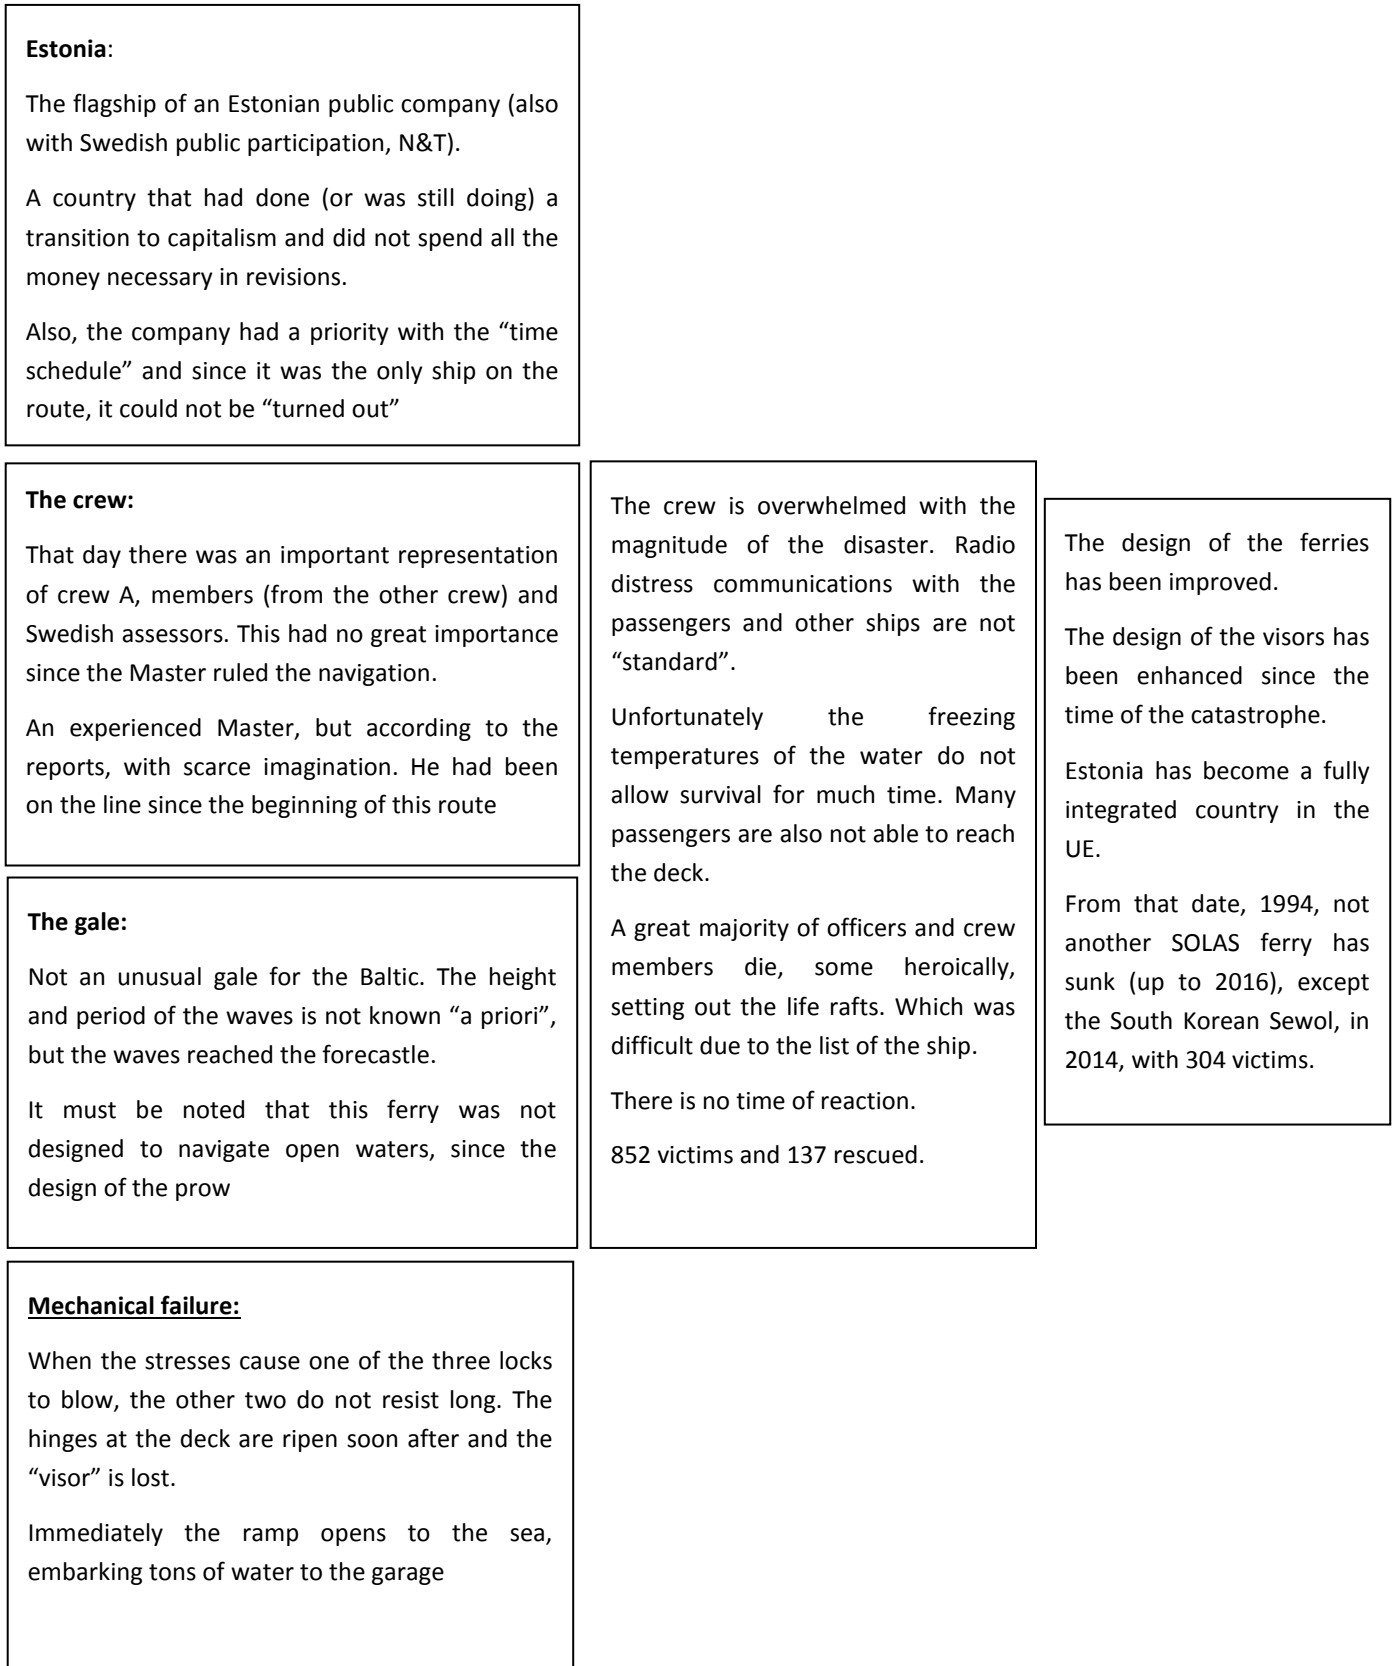 Estonia:
The flagship of an Estonian public company (also
with Swedish public participation, N&T).
A country that had done (or was still doing) a
transition to capitalism and did not spend all the
money necessary in revisions.
Also, the company had a priority with the “time
schedule” and since it was the only ship on the
route, it could not be “turned out”
The crew:
That day there was an important representation
of crew A, members (from the other crew) and
Swedish assessors. This had no great importance
since the Master ruled the navigation.
An experienced Master, but according to the
reports, with scarce imagination. He had been
on the line since the beginning of this route
The gale:
Not an unusual gale for the Baltic. The height
and period of the waves is not known “a priori”,
but the waves reached the forecastle.
It must be noted that this ferry was not
designed to navigate open waters, since the
design of the prow
Mechanical failure:
When the stresses cause one of the three locks
to blow, the other two do not resist long. The
hinges at the deck are ripen soon after and the
“visor” is lost.
Immediately the ramp opens to the sea,
embarking tons of water to the garage
The crew is overwhelmed with the
magnitude of the disaster. Radio
distress communications with the
passengers and other ships are not
“standard”.
Unfortunately the freezing
temperatures of the water do not
allow survival for much time. Many
passengers are also not able to reach
the deck.
A great majority of officers and crew
members die, some heroically,
setting out the life rafts. Which was
difficult due to the list of the ship.
There is no time of reaction.
852 victims and 137 rescued.
The design of the ferries
has been improved.
The design of the visors has
been enhanced since the
time of the catastrophe.
Estonia has become a fully
integrated country in the
UE.
From that date, 1994, not
another SOLAS ferry has
sunk (up to 2016), except
the South Korean Sewol, in
2014, with 304 victims.